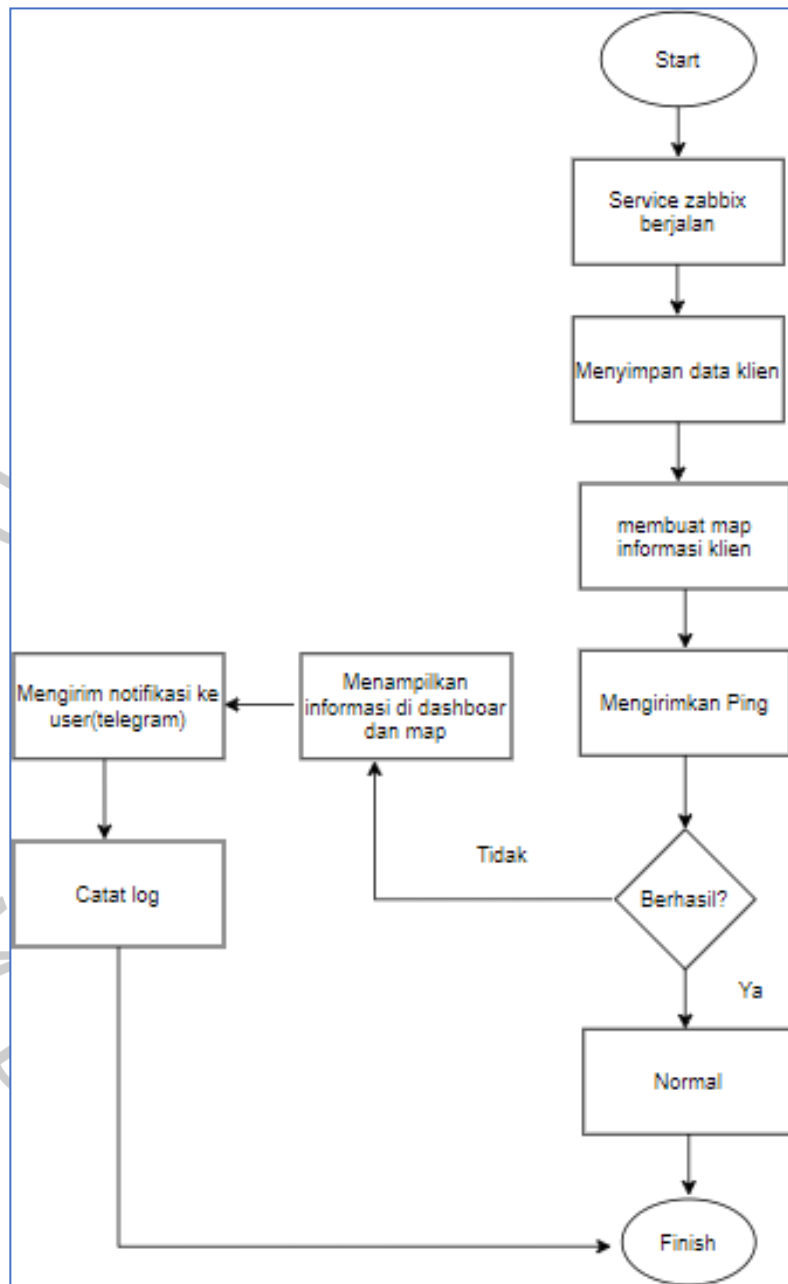 Start
Service zabbix
berjalan
Menyimpan data klien
membuat map
informasi klien
Mengirimkan Ping
Berhasil?
Tidak
Menampilkan
informasi di dashboar
dan map
Mengirim notifikasi ke
user(telegram)
Catat log
Ya
Normal
Finish